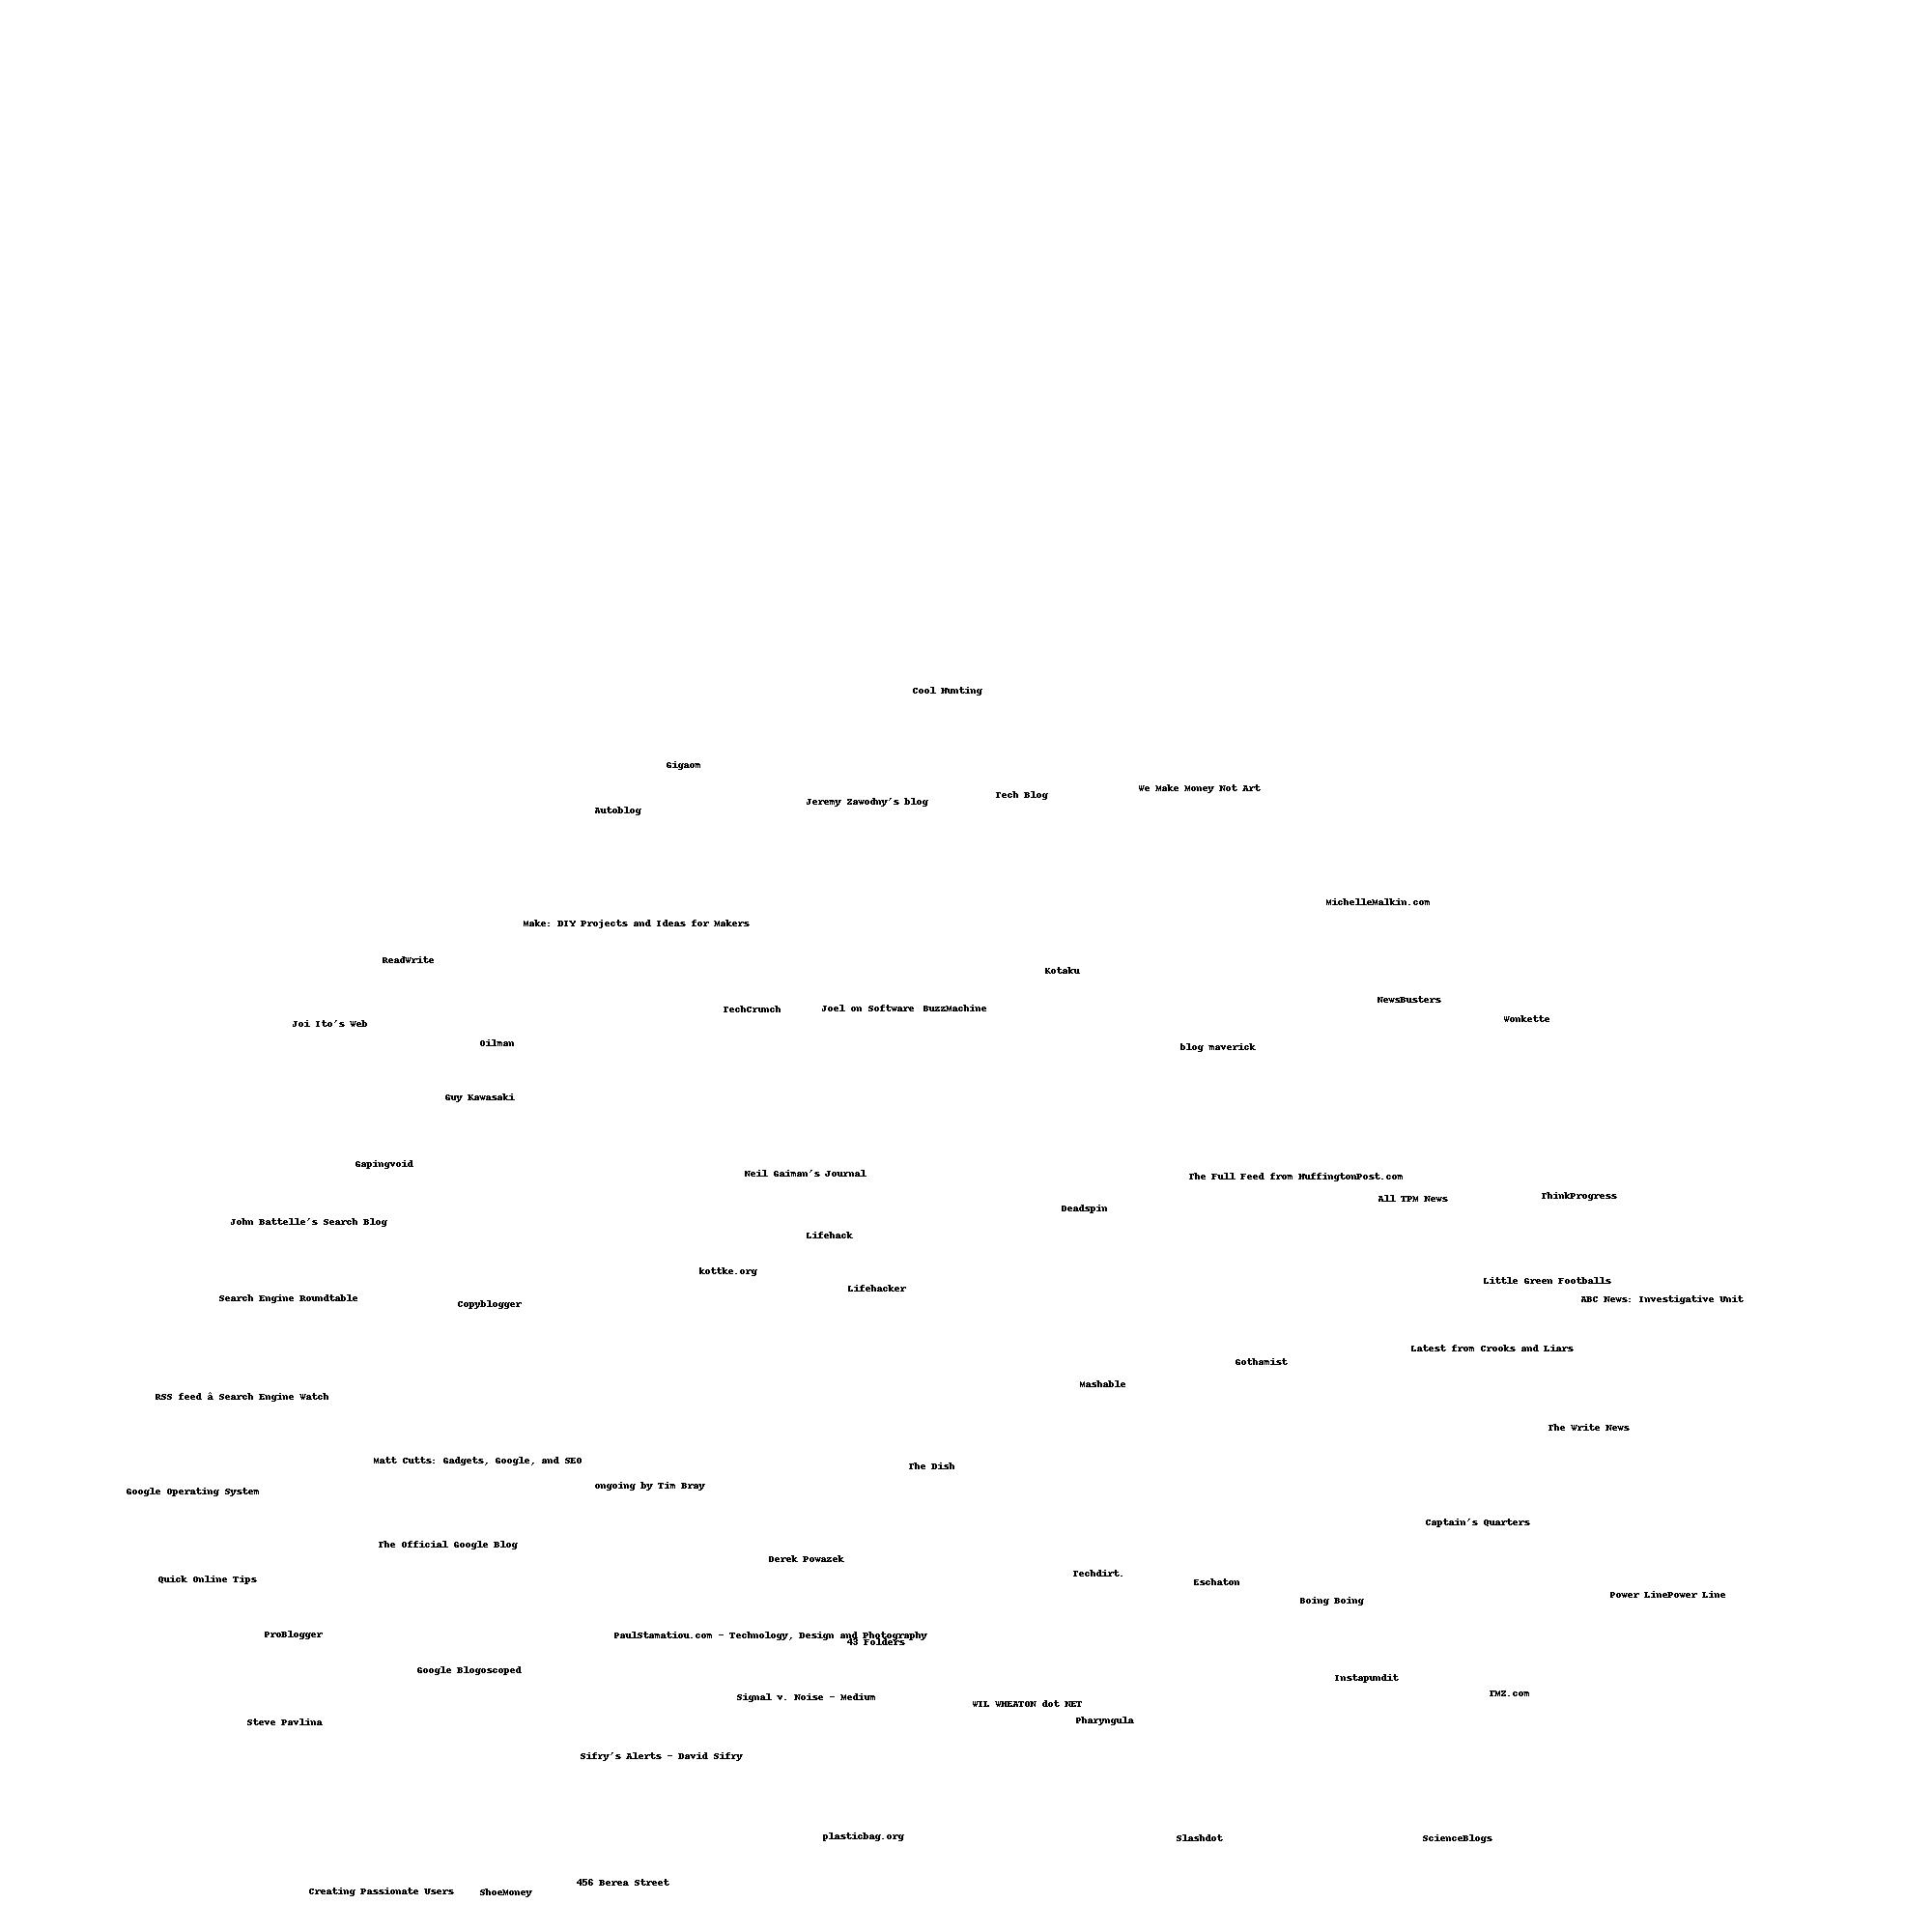 Cool Hunting
Gigaom
We Make Money Not Art
Tech Blog
Jeremy Zawodny's blog
Autoblog
MichelleMalkin.com
Make: DIY Projects and Ideas for Makers
ReadWrite
Kotaku
NewsBusters
TechCrunch
Joel on Software
BuzzMachine
Wonkette
Joi Ito's Web
Oilman
blog maverick
Guy Kawasaki
Gapingvoid
Neil Gaiman's Journal
The Full Feed from HuffingtonPost.com
ThinkProgress
All TPM News
Deadspin
John Battelle's Search Blog
Lifehack
kottke.org
Little Green Footballs
Lifehacker
Search Engine Roundtable
ABC News: Investigative Unit
Copyblogger
Latest from Crooks and Liars
Gothamist
Mashable
RSS feed â Search Engine Watch
The Write News
Matt Cutts: Gadgets, Google, and SEO
The Dish
ongoing by Tim Bray
Google Operating System
Captain's Quarters
The Official Google Blog
Derek Powazek
Techdirt.
Quick Online Tips
Eschaton
Power LinePower Line
Boing Boing
ProBlogger
PaulStamatiou.com - Technology, Design and Photography
43 Folders
Google Blogoscoped
Instapundit
TMZ.com
Signal v. Noise - Medium
WIL WHEATON dot NET
Pharyngula
Steve Pavlina
Sifry's Alerts - David Sifry
plasticbag.org
Slashdot
ScienceBlogs
456 Berea Street
Creating Passionate Users
ShoeMoney